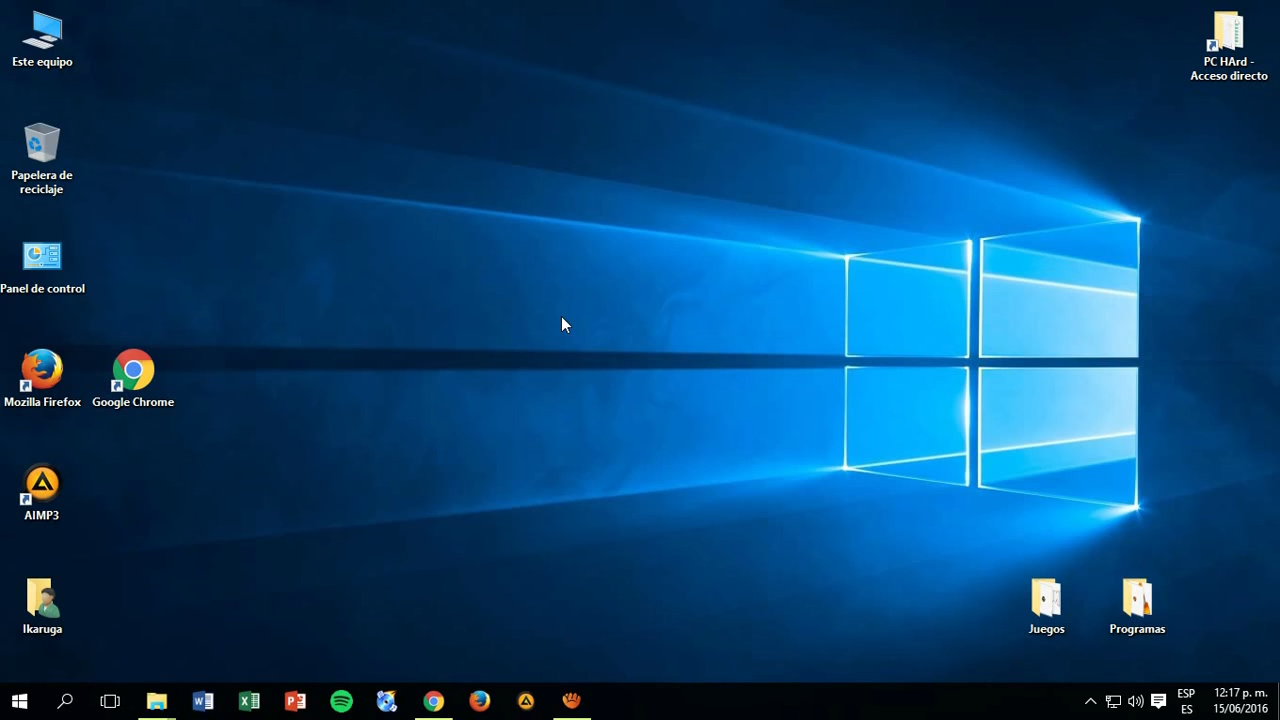 Este equipo
PC HArd -
Acceso directo
Papelera de
reciclaje
Panel de control
Mozilla Firefox
Google Chrome
AIMP3
Ikaruga
Juegos
Programas
ESP
ES
12:17 p. m.
15/06/2016